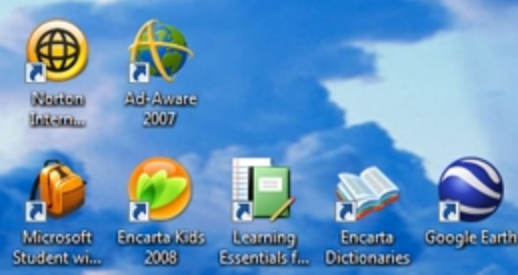 Norton
Intern...
Ad-Aware
2007
Microsoft
Student wi...
Encarta Kids
2008
Learning
Essentials f...
Encarta
Dictionaries
Google Earth